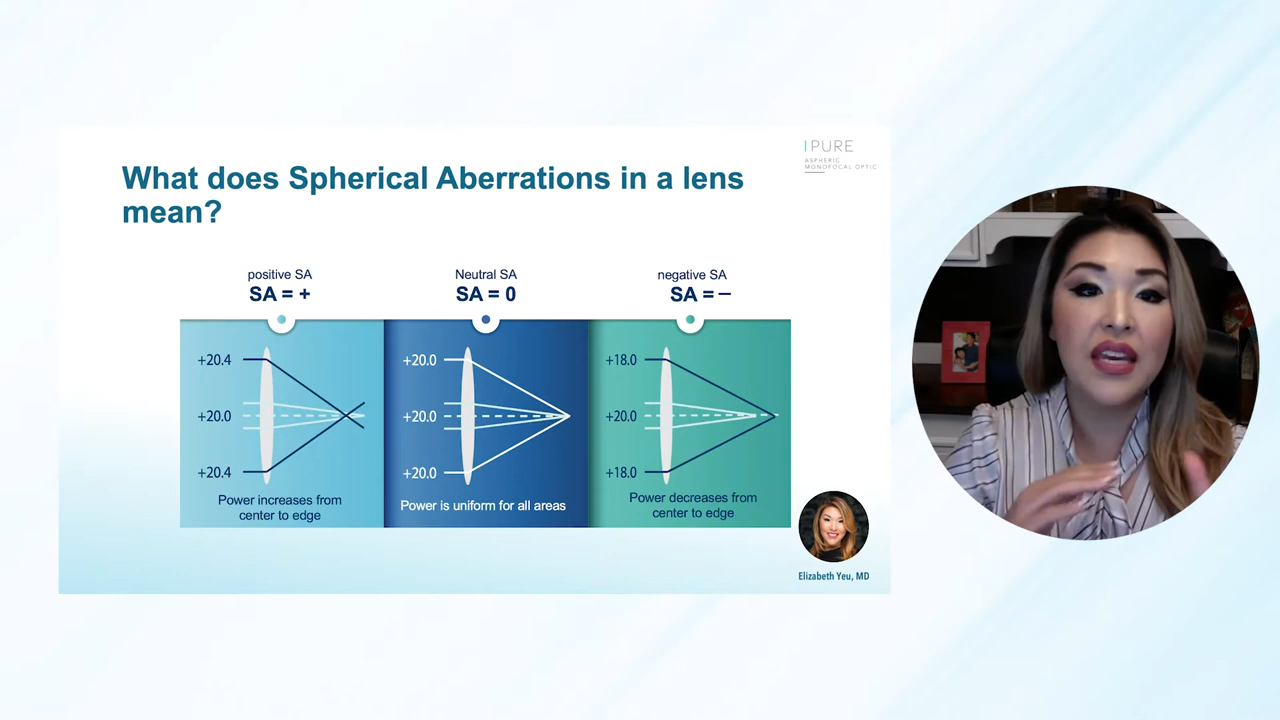 IPURE
ASPHERIC
MONOFOCAL OPTIC
What does Spherical Aberrations in a lens
mean?
positive SA
SA = +
Neutral SA
SA = 0
negative SA
SA = –
+20.4
+20.0
+20.4
Power increases from
center to edge
+20.0
+20.0
+20.0
Power is uniform for all areas
+18.0
+20.0
+18.0
Power decreases from
center to edge
Elizabeth Yeu, MD